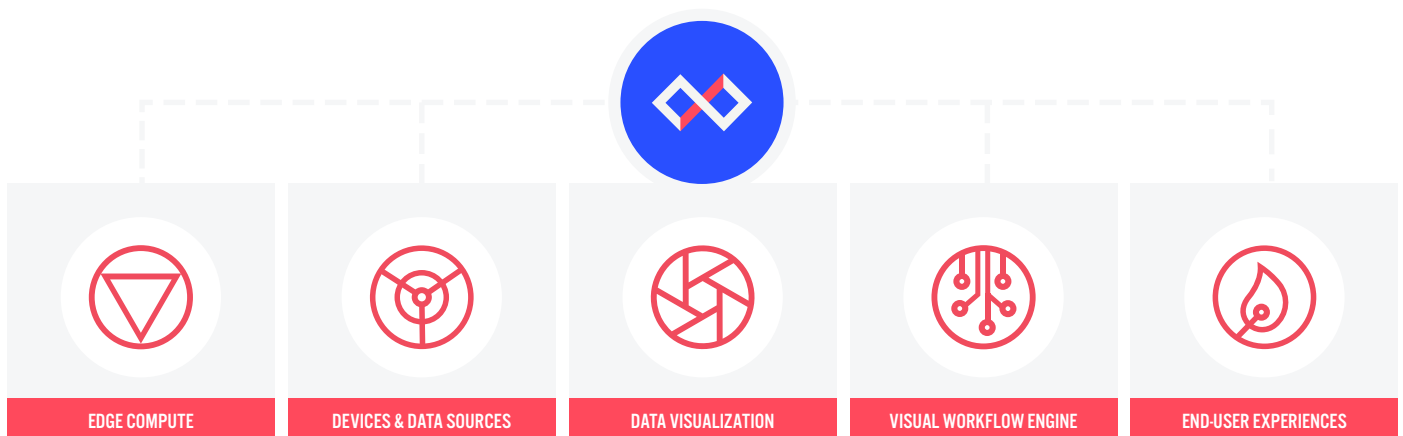 EDGE COMPUTE
DEVICES & DATA SOURCES
DATA VISUALIZATION
VISUAL WORKFLOW ENGINE
END-USER EXPERIENCES